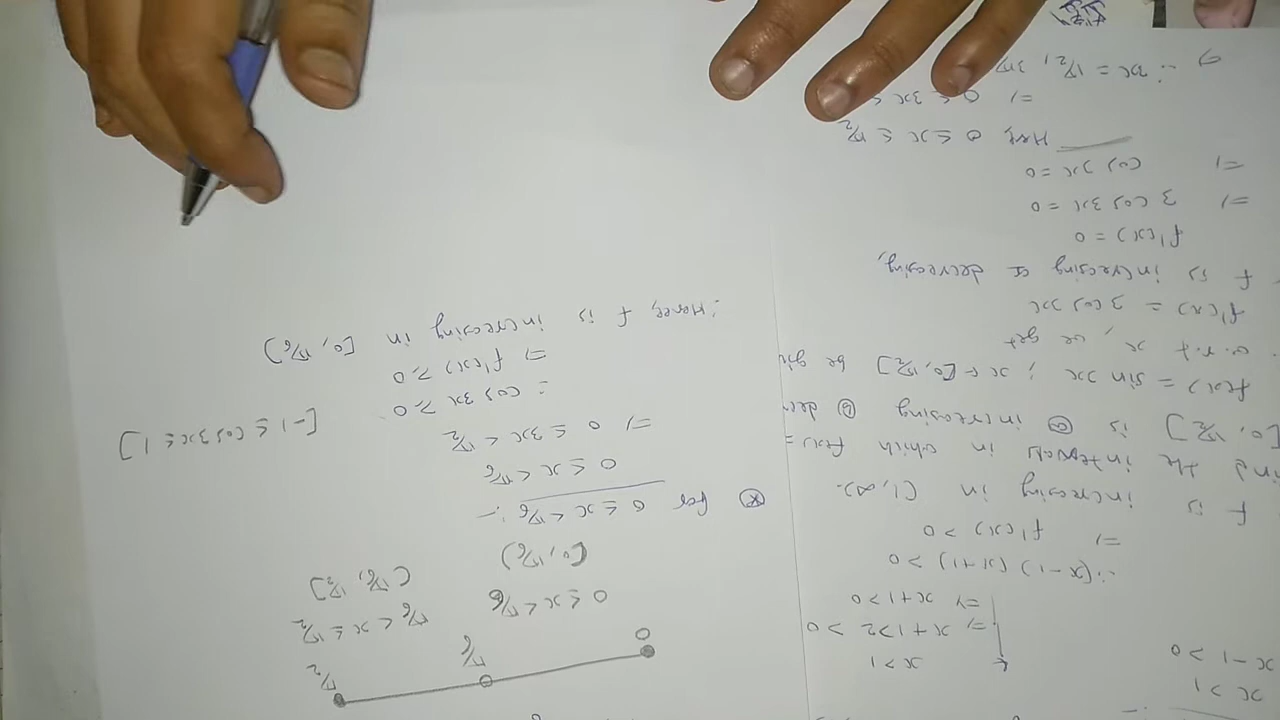 x > 1
x - 1 > 0
x > 1
=> x + 1 > 2 > 0
=> x + 1 > 0
∴ (x - 1) (x + 1) > 0
=> f'(x) > 0
f is increasing in (1, ∞).
the intervals in which f(x) =
[0, π/2] is ⓐ increasing ⓑ
f(x) = sin 3x ; x ∈ [0, π/2] be
w.r.t x, we get
f'(x) = 3 cos 3x
f is increasing & decreasing,
f'(x) = 0
=> 3 cos 3x = 0
=> cos 3x = 0
Here, 0 ≤ x ≤ π/2
=> 0 ≤ 3x ≤
∴ 3x = π/2, 3π
0 π/6 π/2
0 ≤ x < π/6 π/6 < x ≤ π/2
[0, π/6) (π/6, π/2]
for 0 ≤ x < π/6 :-
0 ≤ x < π/6
=> 0 ≤ 3x < π/2
∴ cos 3x ≥ 0 [-1 ≤ cos 3x ≤ 1]
=> f'(x) ≥ 0
∴ Hence, f is increasing in [0, π/6)